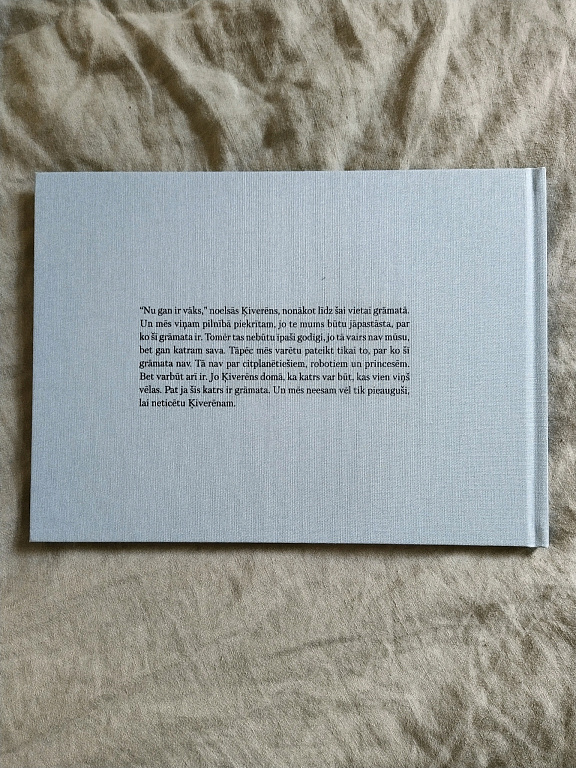 “Nu gan ir vāks,” noelsās Ķiverēns, nonākot līdz šai vietai grāmatā.
Un mēs viņam pilnībā piekrītam, jo te mums būtu jāpastāsta, par
ko šī grāmata ir. Tomēr tas nebūtu īpaši godīgi, jo tā vairs nav mūsu,
bet gan katram sava. Tāpēc mēs varētu pateikt tikai to, par ko šī
grāmata nav. Tā nav par citplanētiešiem, robotiem un princesēm.
Bet varbūt arī ir. Jo Ķiverēns domā, ka katrs var būt, kas vien viņš
vēlas. Pat ja šis katrs ir grāmata. Un mēs neesam vēl tik pieauguši,
lai neticētu Ķiverēnam.